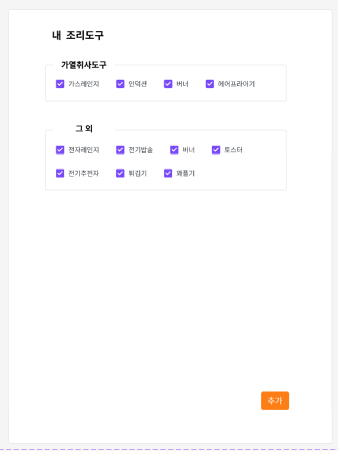 내 조리도구
가열취사도구
가스레인지 인덕션 버너 에어프라이기
그 외
전자레인지 전기밥솥 버너 토스터
전기주전자 튀김기 와플기
추가